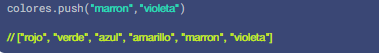 colores.push("marron","violeta")
// ["rojo", "verde", "azul", "amarillo", "marron", "violeta"]